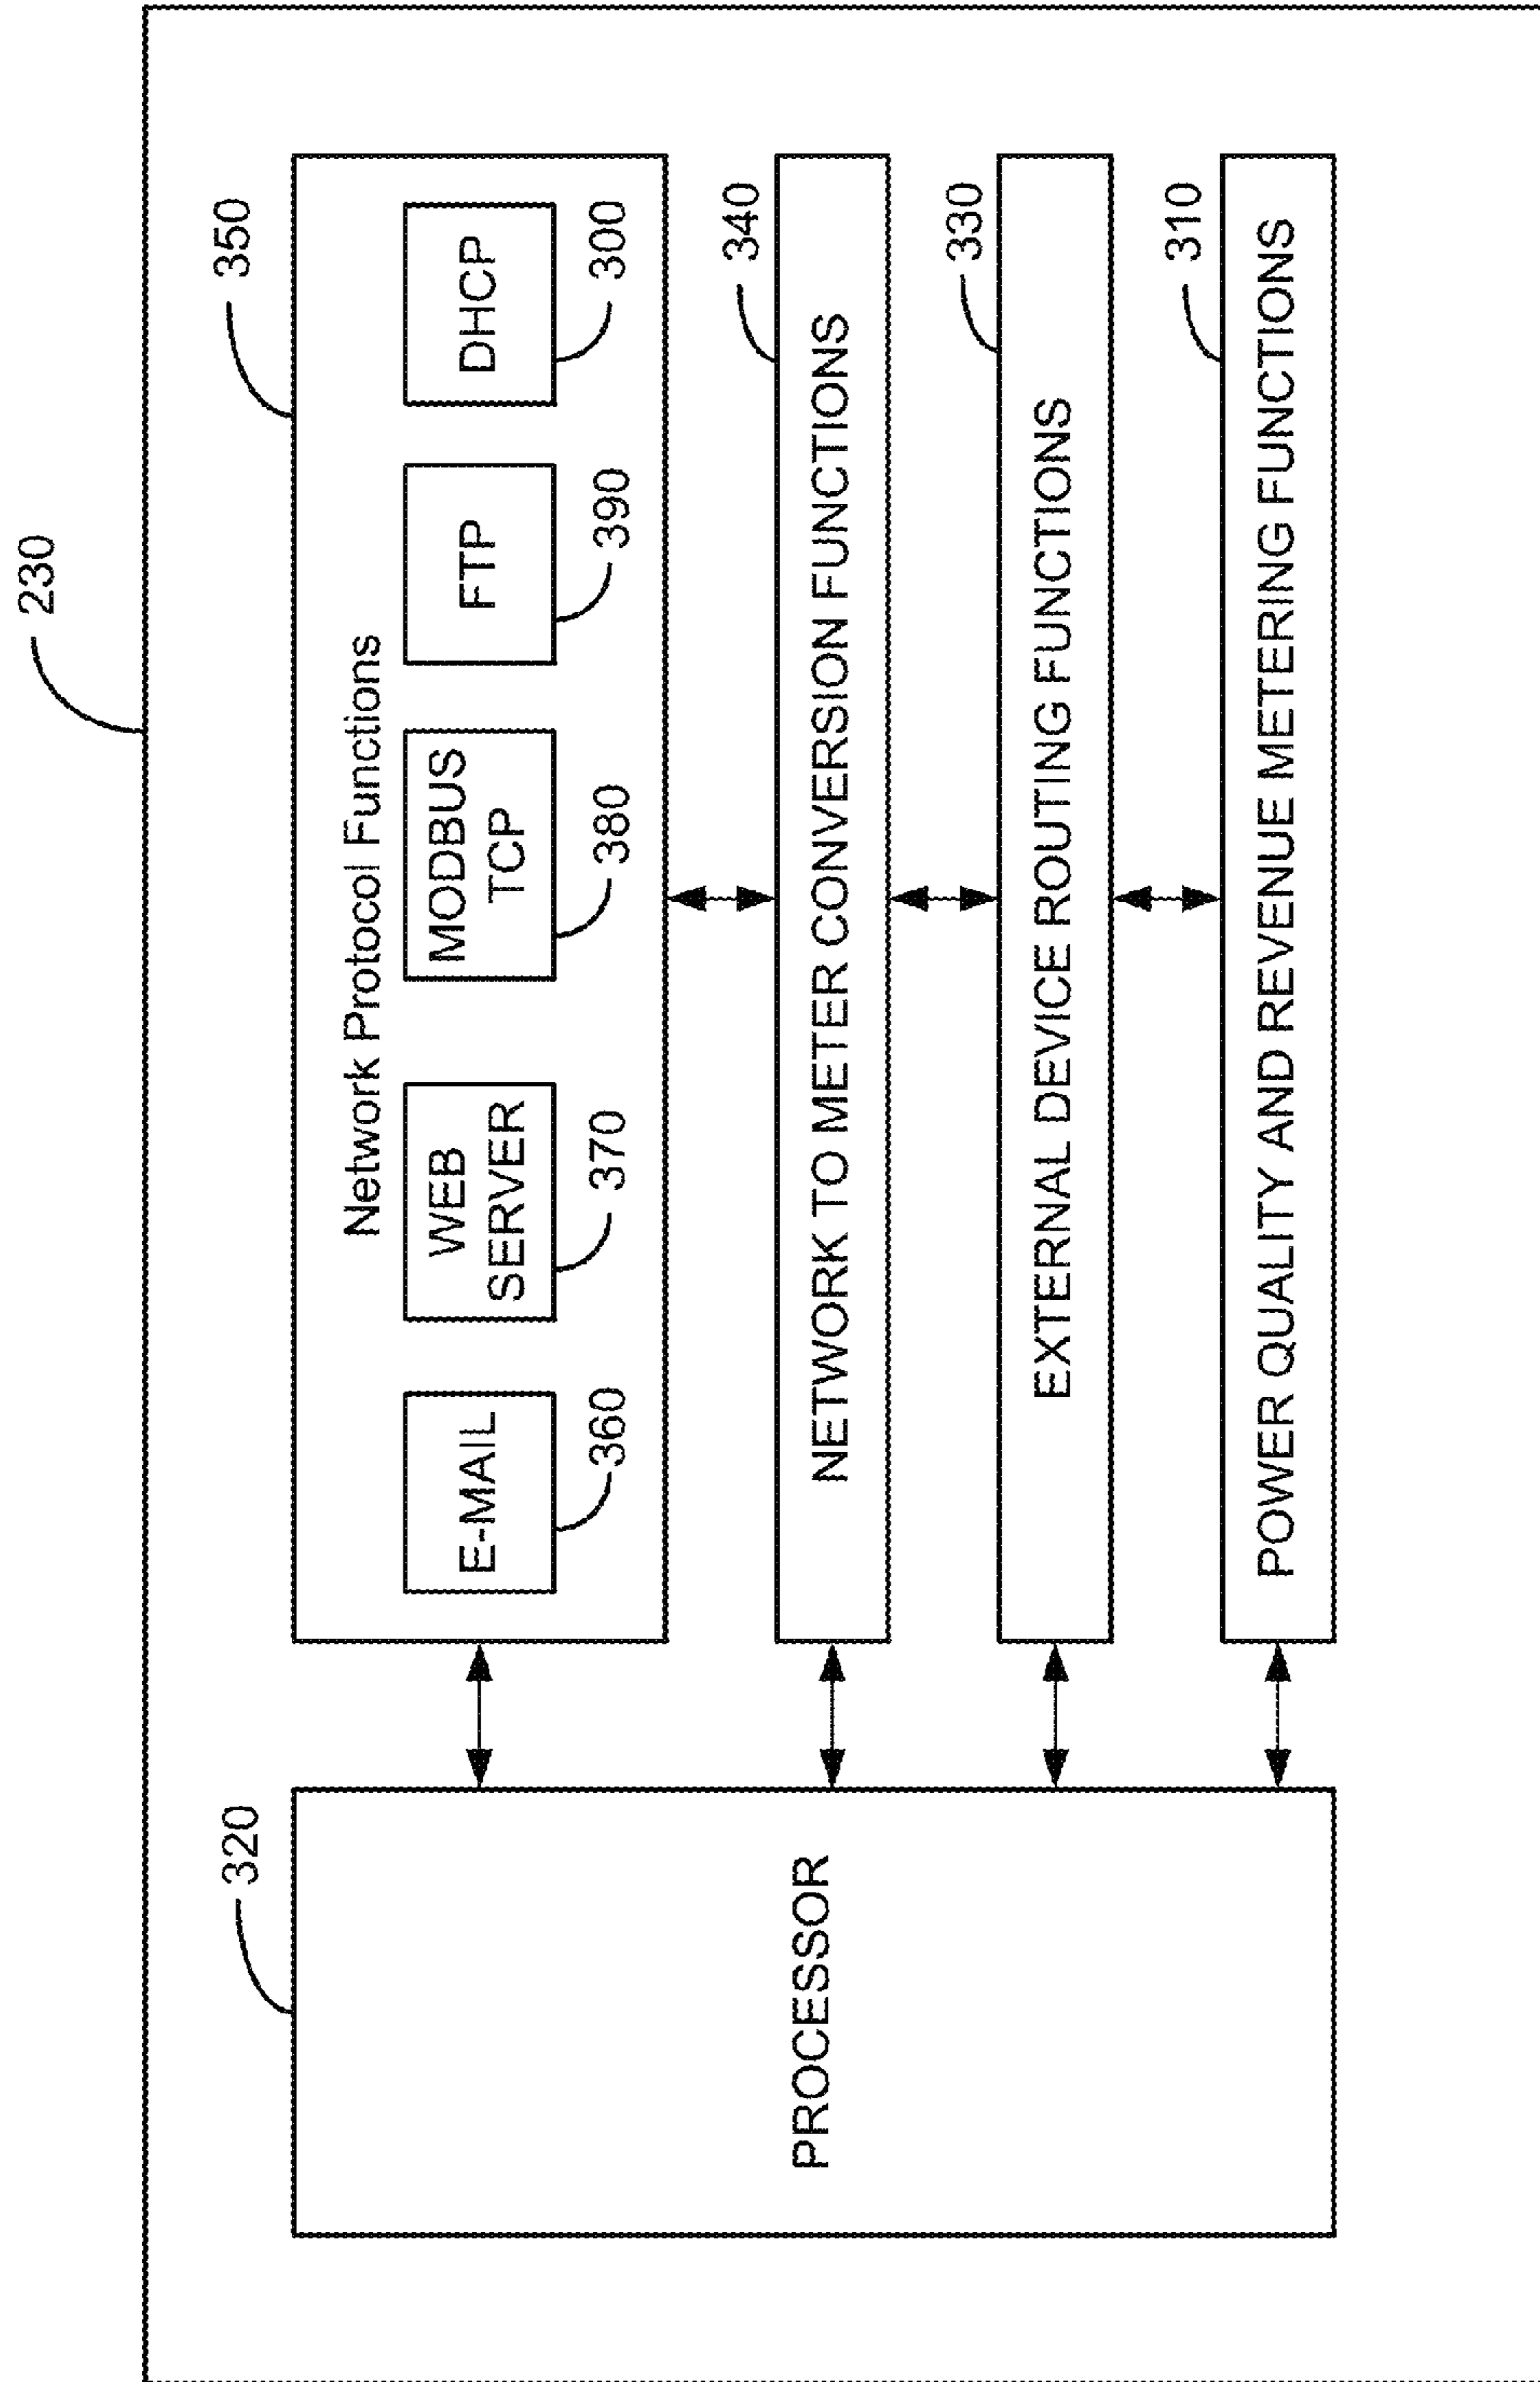 230
320
350
Network Protocol Functions
E-MAIL
WEB
SERVER
MODBUS
TCP
FTP
DHCP
360
370
380
390
300
340
NETWORK TO METER CONVERSION FUNCTIONS
PROCESSOR
330
EXTERNAL DEVICE ROUTING FUNCTIONS
310
POWER QUALITY AND REVENUE METERING FUNCTIONS